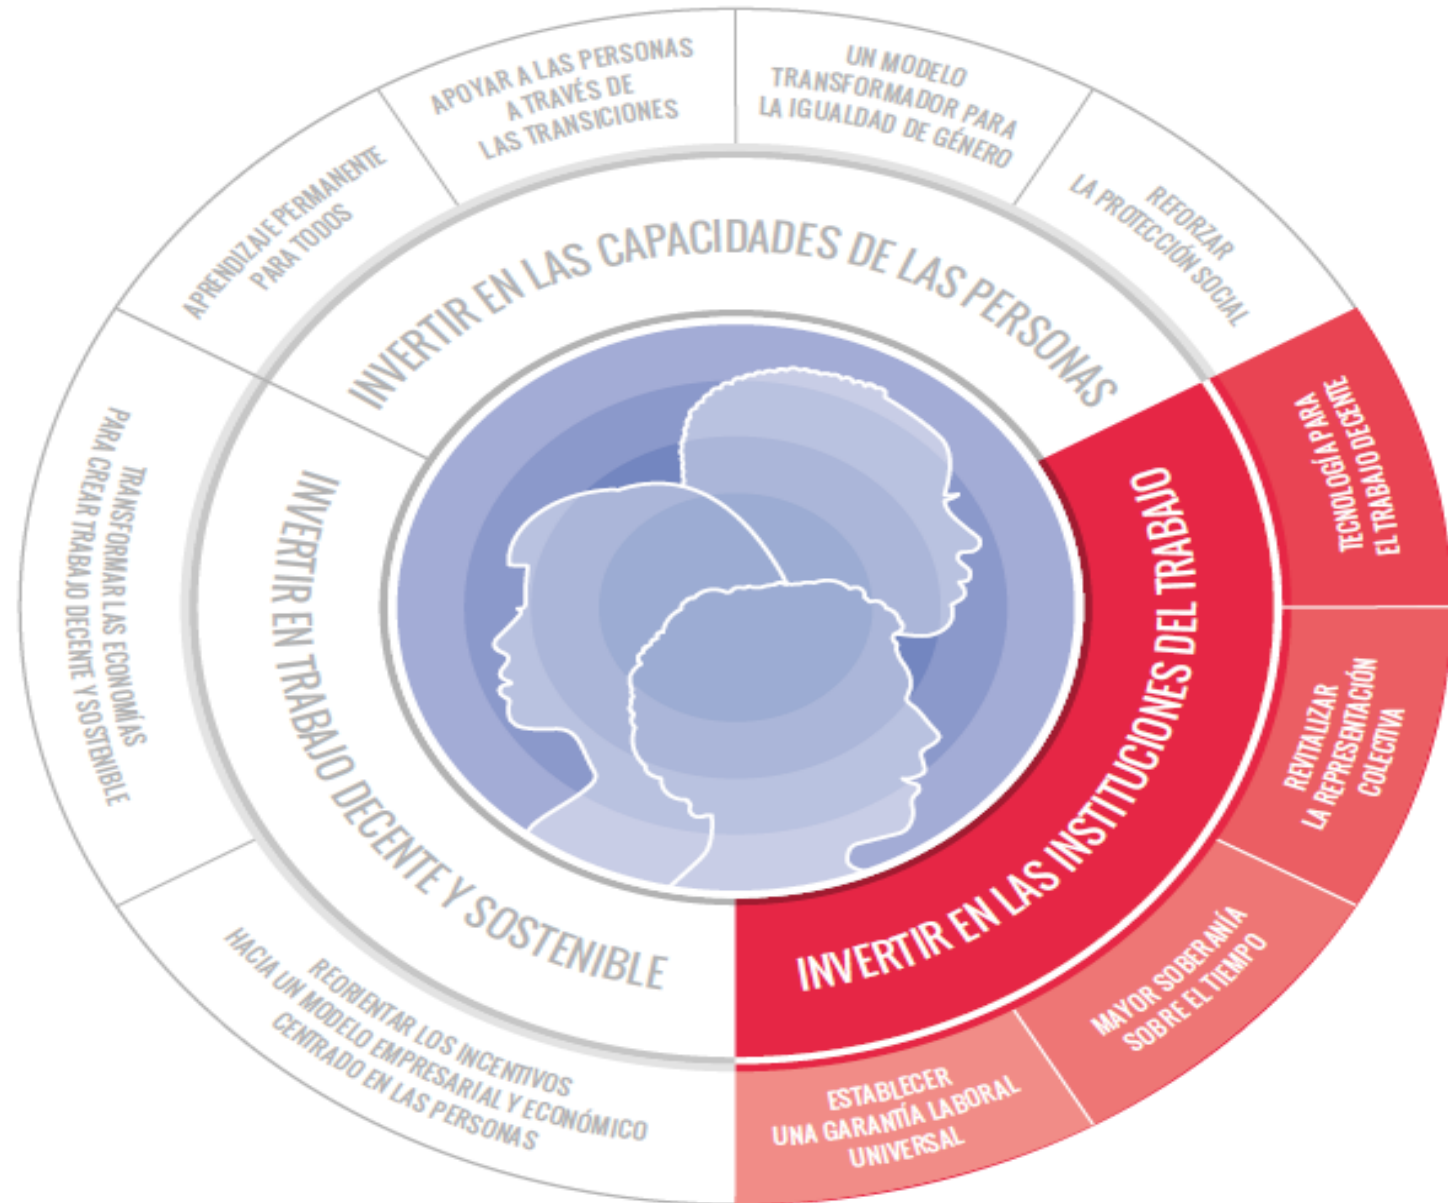 APOYAR A LAS PERSONAS
A TRAVÉS DE
LAS TRANSICIONES
UN MODELO
TRANSFORMADOR PARA
LA IGUALDAD DE GÉNERO
REFORZAR
LA PROTECCIÓN SOCIAL
APRENDIZAJE PERMANENTE
PARA TODOS
INVERTIR EN LAS CAPACIDADES DE LAS PERSONAS
TECNOLOGÍA PARA
EL TRABAJO DECENTE
REVITALIZAR
LA REPRESENTACIÓN
COLECTIVA
MAYOR SOBERANÍA
SOBRE EL TIEMPO
ESTABLECER
UNA GARANTÍA LABORAL
UNIVERSAL
INVERTIR EN LAS INSTITUCIONES DEL TRABAJO
TRANSFORMAR LAS ECONOMÍAS
PARA CREAR TRABAJO DECENTE Y SOSTENIBLE
REORIENTAR LOS INCENTIVOS
HACIA UN MODELO EMPRESARIAL Y ECONÓMICO
CENTRADO EN LAS PERSONAS
INVERTIR EN TRABAJO DECENTE Y SOSTENIBLE